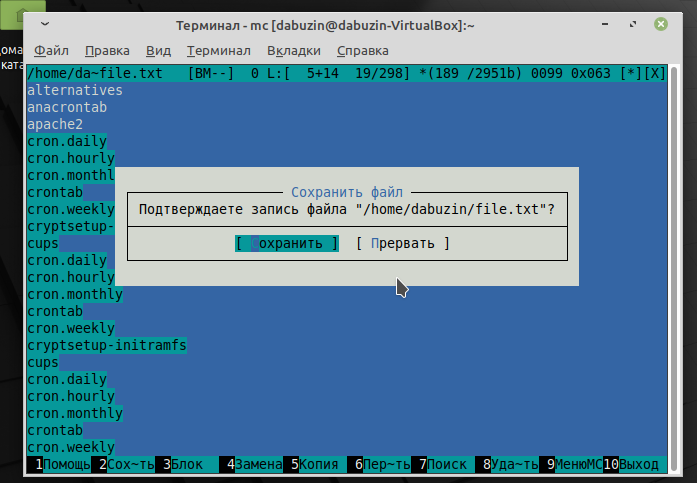 Терминал - mc [dabuzin@dabuzin-VirtualBox]:~
Файл Правка Вид Терминал Вкладки Справка
/home/da~file.txt [BM--] 0 L:[ 5+14 19/298] *(189 /2951b) 0099 0x063 [*][X]
alternatives
anacrontab
apache2
cron.daily
cron.hourly
cron.monthl
crontab
cron.weekly
cryptsetup-
cups
cron.daily
cron.hourly
cron.monthly
crontab
cron.weekly
cryptsetup-initramfs
cups
cron.daily
cron.hourly
cron.monthly
crontab
cron.weekly
Сохранить файл
Подтверждаете запись файла "/home/dabuzin/file.txt"?
[ Сохранить ] [ Прервать ]
1Помощь 2Сох~ть 3Блок 4Замена 5Копия 6Пер~ть 7Поиск 8Уда~ть 9МенюMC 10Выход
ома
ката